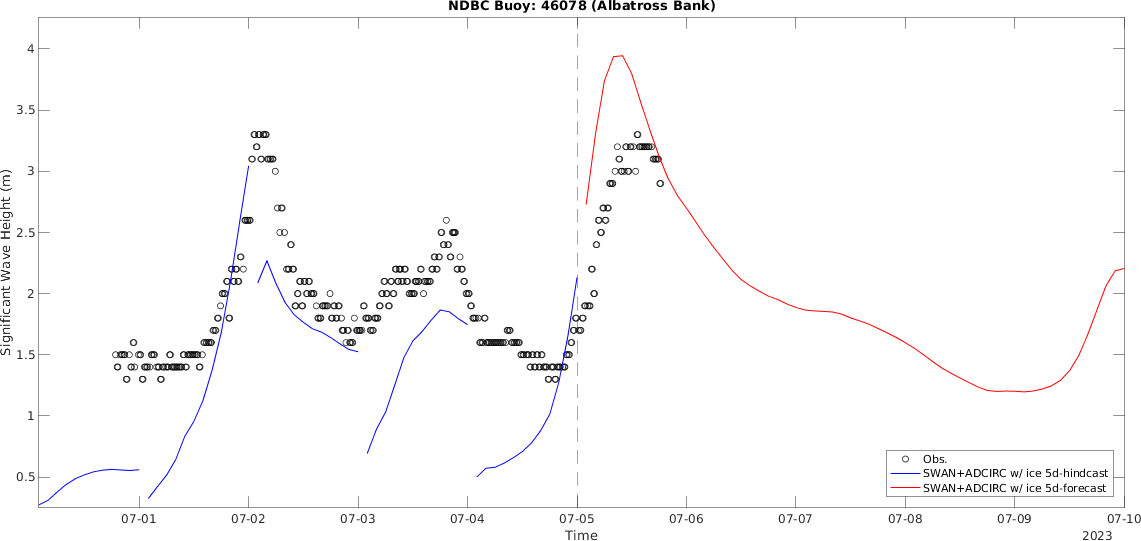 NDBC Buoy: 46078 (Albatross Bank)
Significant Wave Height (m)
4
3.5
3
2.5
2
1.5
1
0.5
07-01 07-02 07-03 07-04 07-05 07-06 07-07 07-08 07-09 07-10
Time
2023
Obs.
SWAN+ADCIRC w/ ice 5d-hindcast
SWAN+ADCIRC w/ ice 5d-forecast